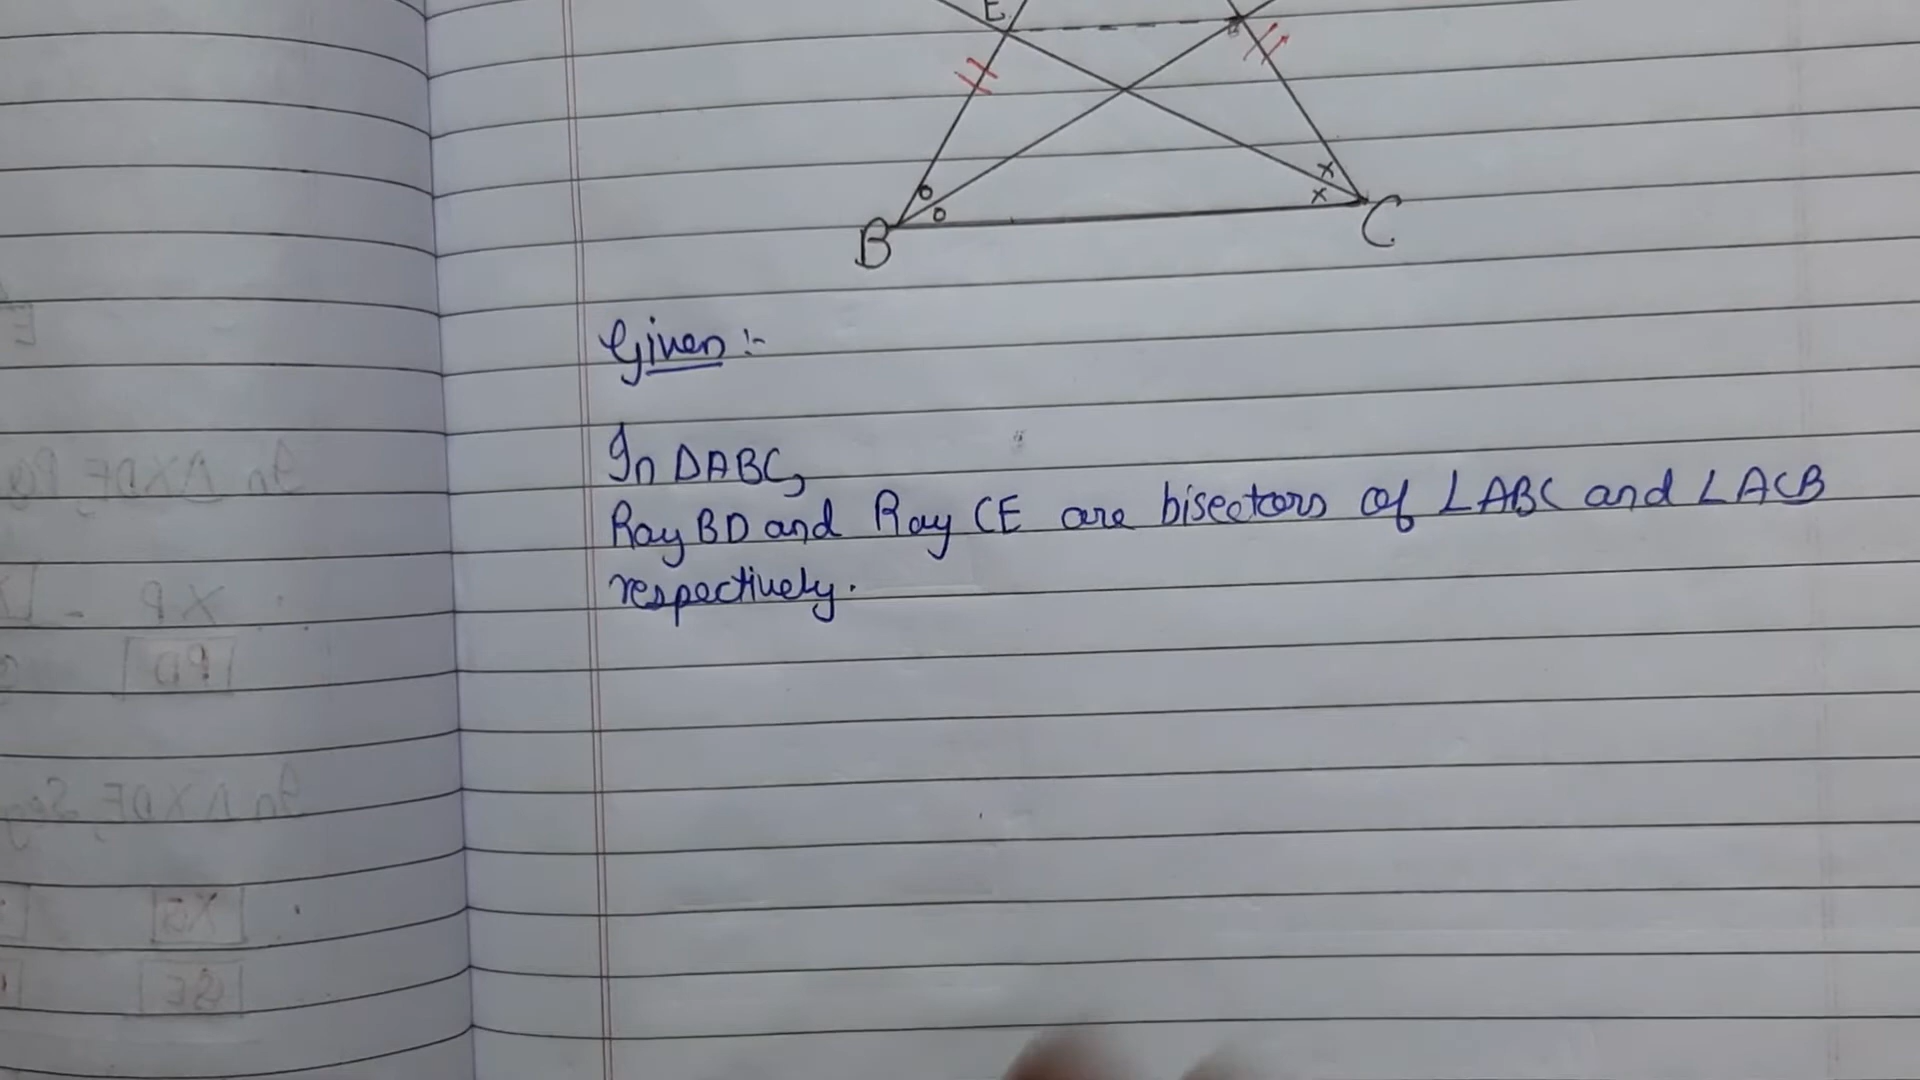 E
B
C
Given :-
In ΔABC,
Ray BD and Ray CE are bisectors of ∠ABC and ∠ACB
respectively.